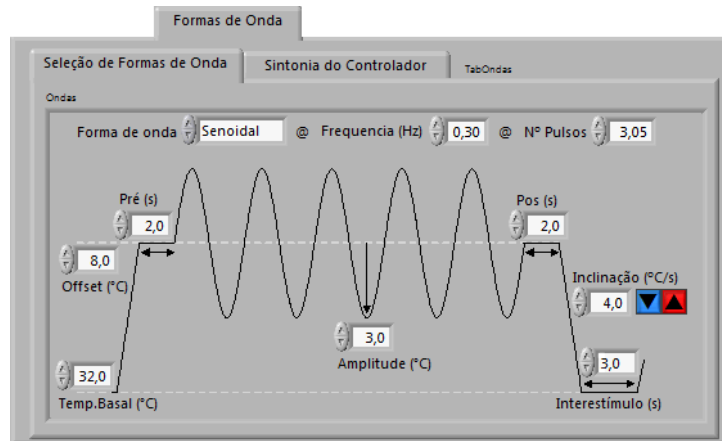 Formas de Onda
Seleção de Formas de Onda
Sintonia do Controlador
TabOndas
Ondas
Forma de onda Senoidal @ Frequencia (Hz) 0,30 @ Nº Pulsos 3,05
Pré (s)
2,0
Pos (s)
2,0
8,0
Offset (°C)
Inclinação (°C/s)
4,0
3,0
Amplitude (°C)
32,0
Temp.Basal (°C)
3,0
Interestímulo (s)